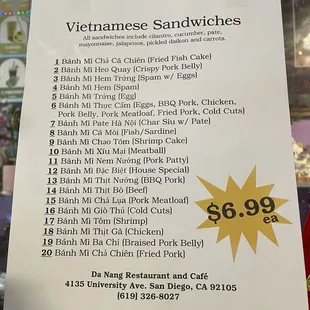 Vietnamese Sandwiches
All sandwiches include cilantro, cucumber, pate,
mayonnaise, jalapenos, pickled daikon and carrots.
1 Bánh Mì Chả Cá Chiên (Fried Fish Cake)
2 Bánh Mì Heo Quay (Crispy Pork Belly)
3 Bánh Mì Hem Trứng (Spam w/ Eggs)
4 Bánh Mì Hem (Spam)
5 Bánh Mì Trứng (Egg)
6 Bánh Mì Thực Cẩm (Eggs, BBQ Pork, Chicken,
Pork Belly, Pork Meatloaf, Fried Pork, Cold Cuts)
7 Bánh Mì Pate Hà Nội (Char Siu w/ Pate)
8 Bánh Mì Cá Mòi (Fish/Sardine)
9 Bánh Mì Chạo Tôm (Shrimp Cake)
10 Bánh Mì Xíu Mại (Meatball)
11 Bánh Mì Nem Nướng (Pork Patty)
12 Bánh Mì Đặc Biệt (House Special)
13 Bánh Mì Thịt Nướng (BBQ Pork)
14 Bánh Mì Thịt Bò (Beef)
15 Bánh Mì Chả Lụa (Pork Meatloaf)
16 Bánh Mì Giò Thủ (Cold Cuts)
17 Bánh Mì Tôm (Shrimp)
18 Bánh Mì Thịt Gà (Chicken)
19 Bánh Mì Ba Chỉ (Braised Pork Belly)
20 Bánh Mì Chả Chiên (Fried Pork)
$6.99
ea
Da Nang Restaurant and Café
4135 University Ave. San Diego, CA 92105
(619) 326-8027